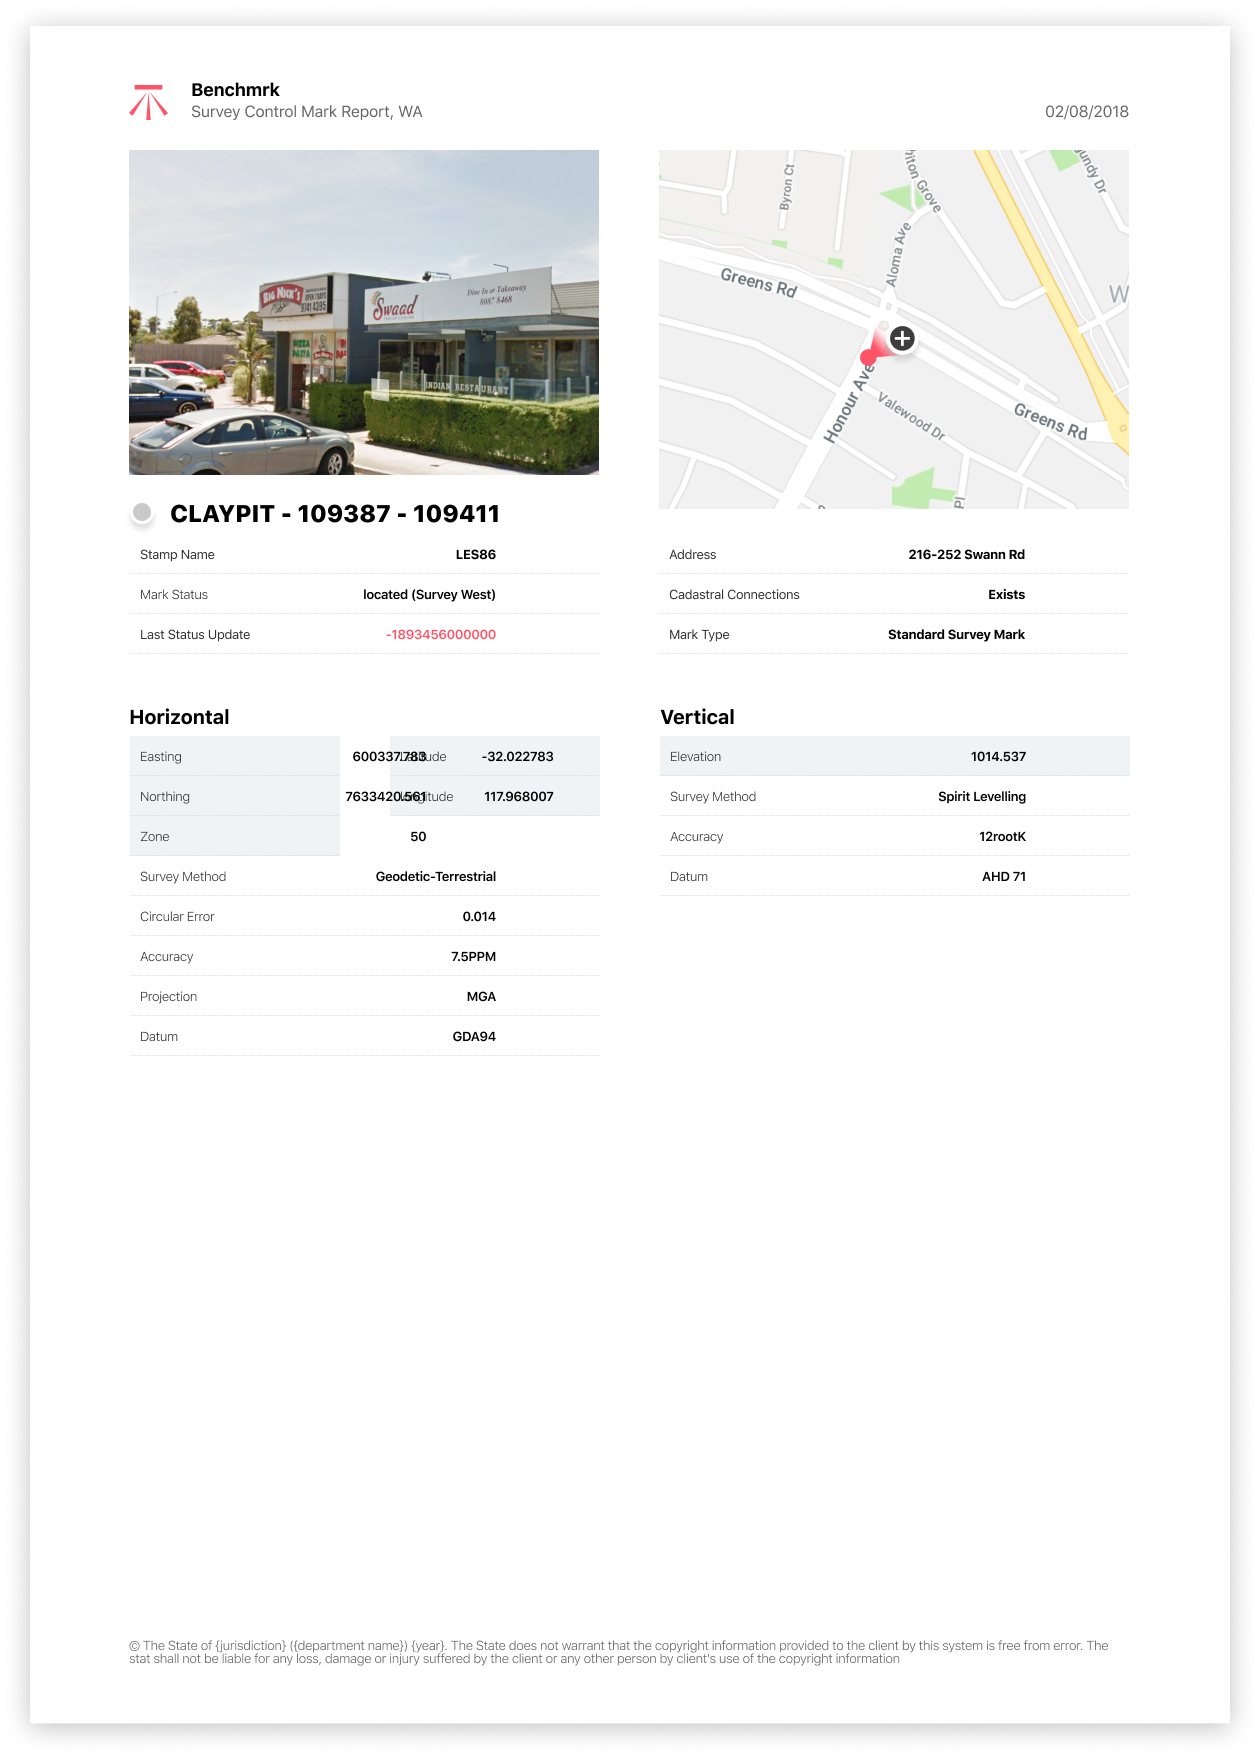 Benchmrk
Survey Control Mark Report, WA
02/08/2018
BIG NICK'S
OPEN 7 DAYS
9741 4395
PIZZA
PASTA
Swaad
INDIAN CUISINE
Dine In or Takeaway
8087 8468
INDIAN RESTAURANT
Byron Ct
Aloma Ave
Greens Rd
W
Honour Ave
Valewood Dr
Greens Rd
Pl
CLAYPIT - 109387 - 109411
Stamp Name LES86
Mark Status located (Survey West)
Last Status Update -1893456000000
Address 216-252 Swann Rd
Cadastral Connections Exists
Mark Type Standard Survey Mark
Horizontal
Easting 600337.783 Latitude -32.022783
Northing 7633420.561 longitude 117.968007
Zone 50
Survey Method Geodetic-Terrestrial
Circular Error 0.014
Accuracy 7.5PPM
Projection MGA
Datum GDA94
Vertical
Elevation 1014.537
Survey Method Spirit Levelling
Accuracy 12rootK
Datum AHD 71
© The State of {jurisdiction} ({department name}) {year}. The State does not warrant that the copyright information provided to the client by this system is free from error. The
stat shall not be liable for any loss, damage or injury suffered by the client or any other person by client's use of the copyright information